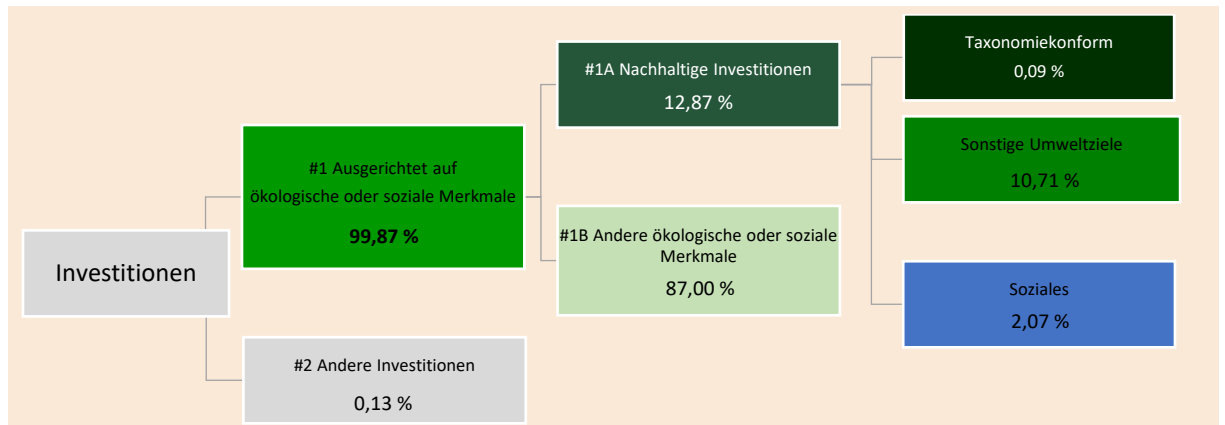 Investitionen
#1 Ausgerichtet auf
ökologische oder soziale Merkmale
99,87 %
#2 Andere Investitionen
0,13 %
#1A Nachhaltige Investitionen
12,87 %
#1B Andere ökologische oder soziale
Merkmale
87,00 %
Taxonomiekonform
0,09 %
Sonstige Umweltziele
10,71 %
Soziales
2,07 %